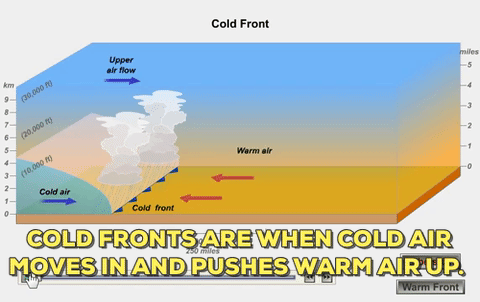 Cold Front
Upper
air flow
miles
km
(30,000 ft)
(20,000 ft)
(10,000 ft)
9
8
7
6
5
4
3
2
1
0
5
4
3
2
1
0
Warm air
Cold air
Cold front
COLD FRONTS ARE WHEN COLD AIR
MOVES IN AND PUSHES WARM AIR UP.
250 miles
Warm Front